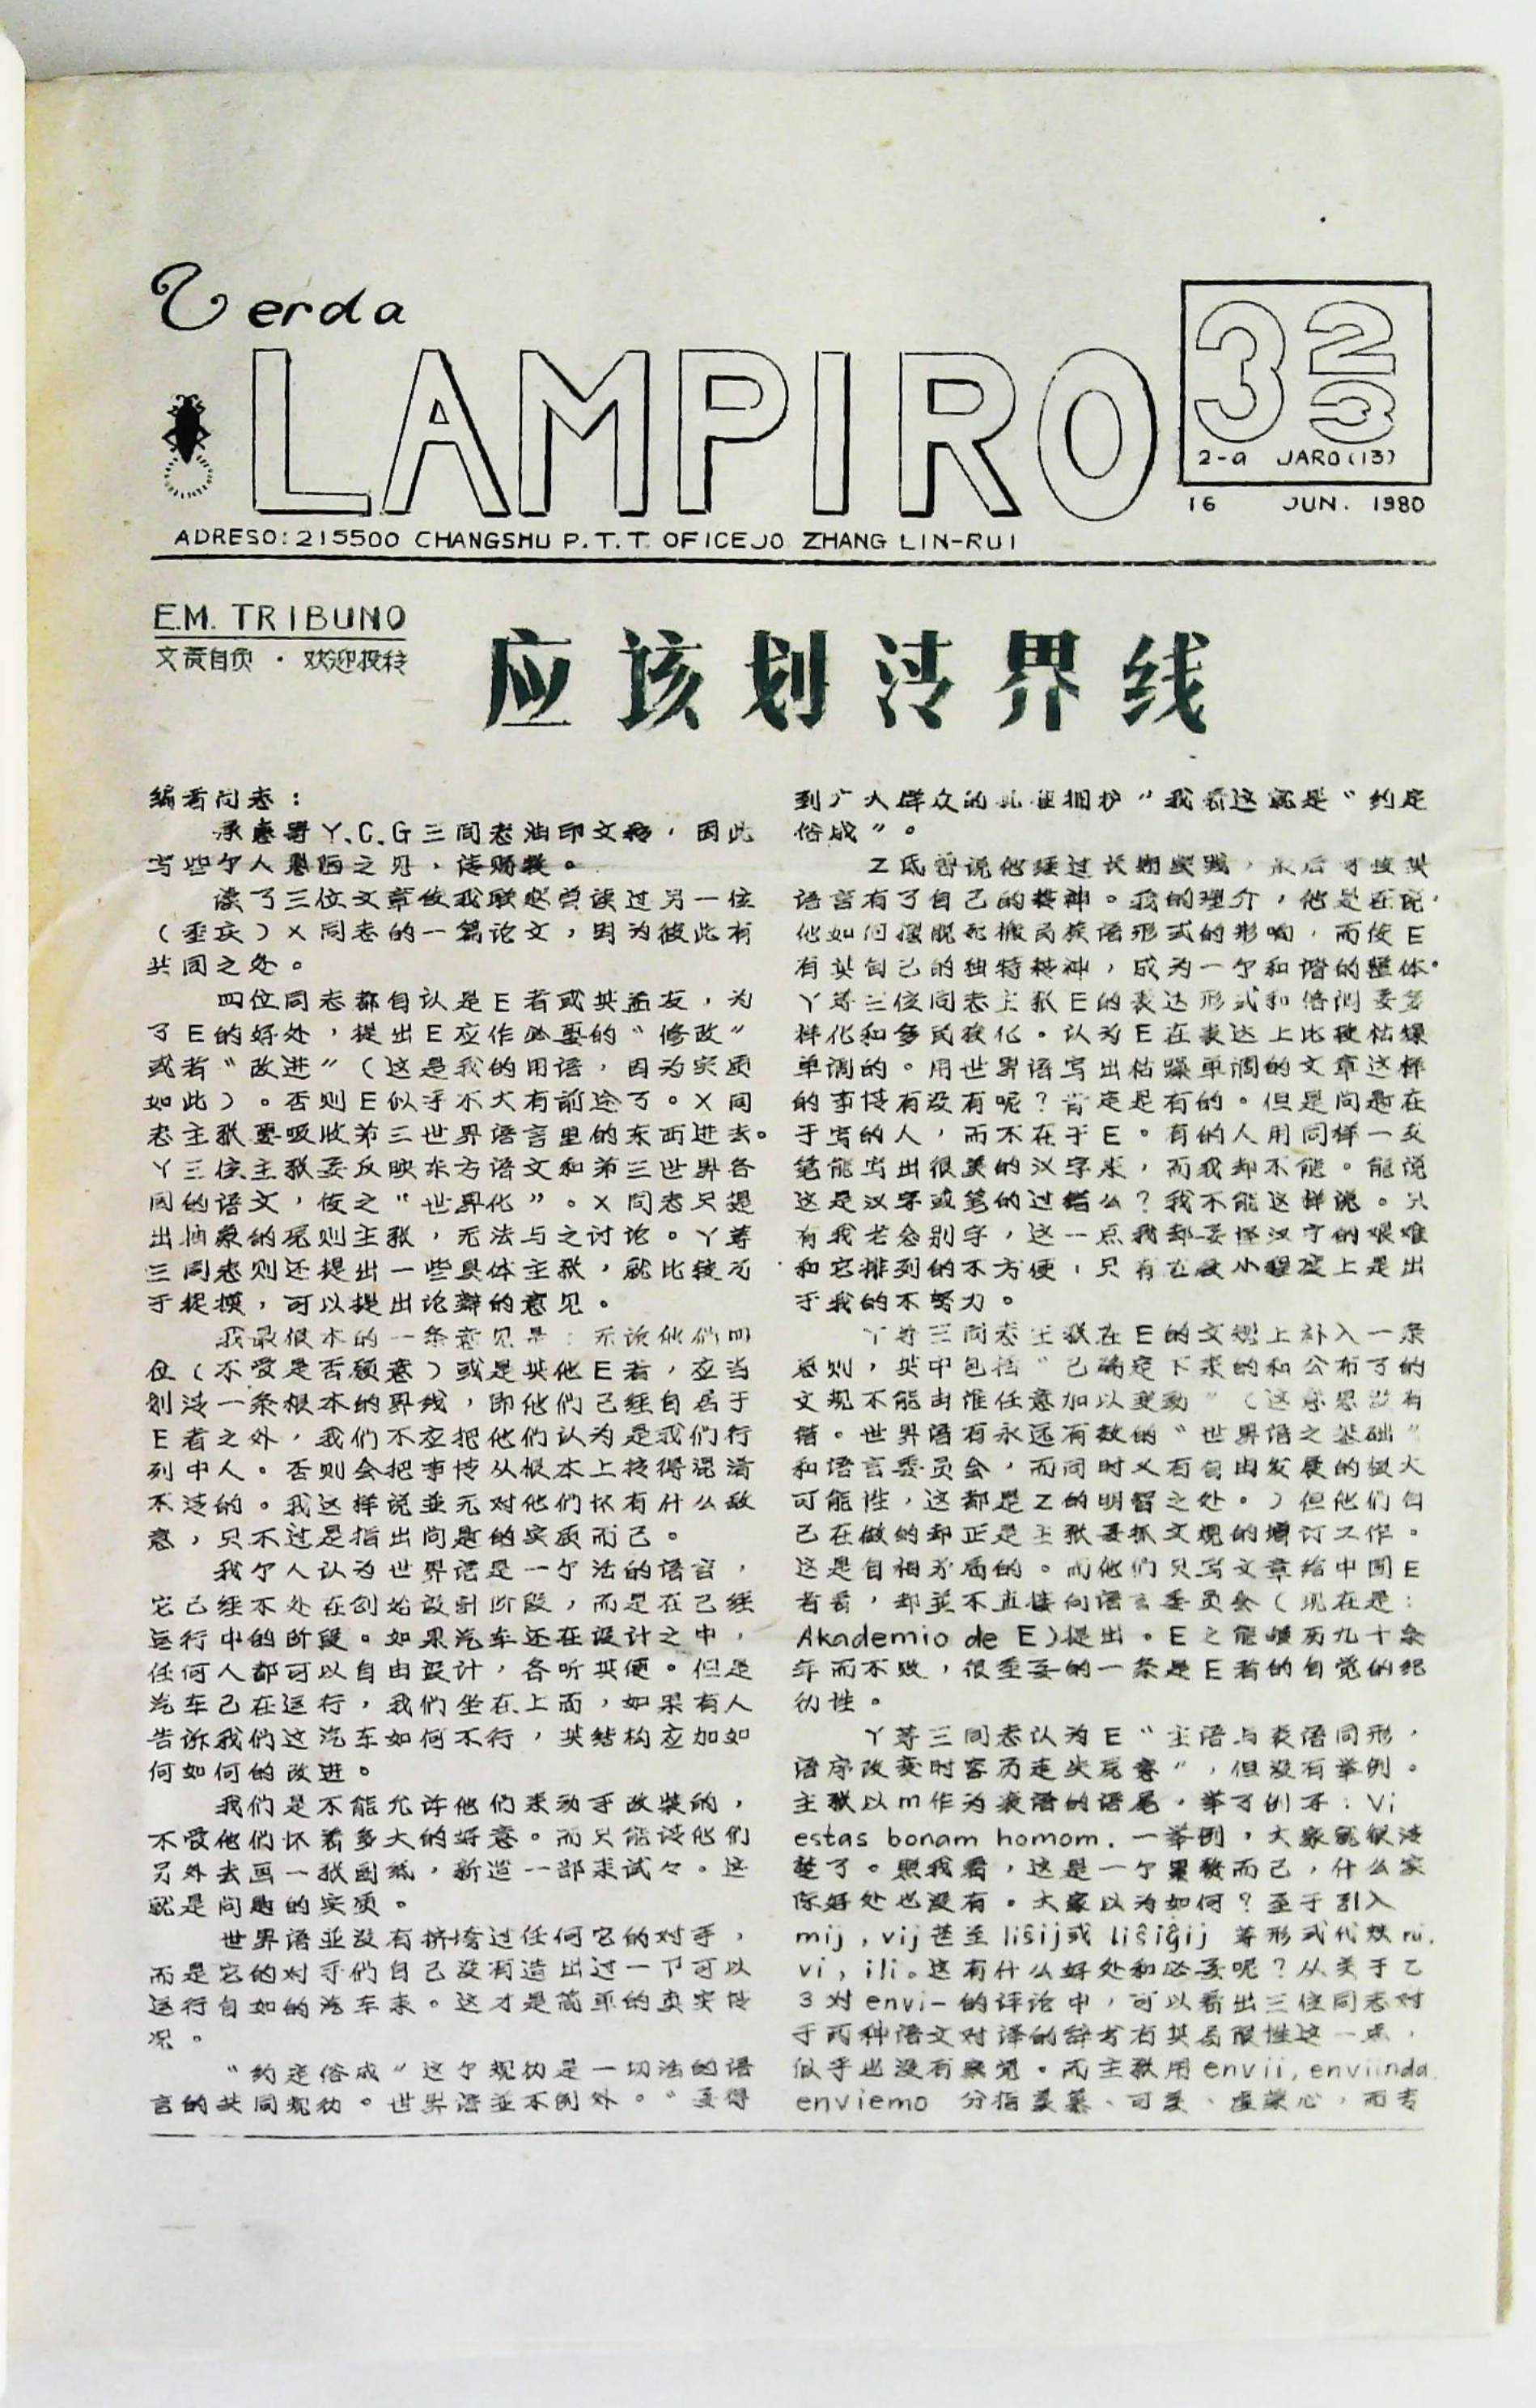 Verda
LAMPIRO
32
3
2-a JARO(13)
16 JUN. 1980
ADRESO: 215500 CHANGSHU P.T.T. OFICEJO ZHANG LIN-RUI
E.M. TRIBUNO
文责自负 · 欢迎投稿
应该划清界线
编者同志：
承惠寄丫.C.G三同志油印文稿，因此
写些个人愚陋之见，
读了三位文章使我联想曾读过另一位
（重庆）X同志的一篇论文，因为彼此有
共同之处。
四位同志都自认是E者或其盖友，为
了E的好处，提出E应作必要的“修改”
或者“改进”（这是我的用语，因为实质
如此）。否则E似乎不大有前途了。X同
志主张要吸收第三世界语言里的东西进去。
丫三位主张要反映东方语文和第三世界各
国的语文，使之“世界化”。X同志只提
出抽象的原则主张，无法与之讨论。丫等
三同志则还提出一些具体主张，就比较易
于捉摸，可以提出论辩的意见。
我最根本的一条意见是：无论他们四
位（不管是否愿意）或是其他E者，应当
划清一条根本的界线，即他们已经自居于
E者之外，我们不应把他们认为是我们行
列中人。否则会把事情从根本上搞得混淆
不清的。我这样说並无对他们怀有什么敌
意，只不过是指出问题的实质而已。
我个人认为世界语是一个活的语言，
它已经不处在创始设计阶段，而是在已经
运行中的阶段。如果汽车还在设计之中，
任何人都可以自由设计，各听其便。但是
汽车已在运行，我们坐在上面，如果有人
告诉我们这汽车如何不行，其结构应加如
何如何的改进。
我们是不能允许他们来动手改装的，
不管他们怀着多大的好意。而只能请他们
另外去画一张图纸，新造一部来试々。这
就是问题的实质。
世界语並没有挤垮过任何它的对手，
而是它的对手们自己没有造出过一个可以
运行自如的汽车来。这才是简单的真实情
况。
“约定俗成”这个规律是一切活的语
言的共同规律。世界语並不例外。“要得
到广大群众的 拥护”我看这就是“约定
俗成”。
Z氏曾说他经过长期实践，最后才使其
语言有了自己的精神。我的理介，他是在说，
他如何摆脱死搬民族语形式的影响，而使E
有其自己的独特精神，成为一个和谐的整体。
丫等三位同志主张E的表达形式和格调要多
样化和多民族化。认为E在表达上比较枯燥
单调的。用世界语写出枯燥单调的文章这样
的事情有没有呢？肯定是有的。但是问题在
于写的人，而不在于E。有的人用同样一支
笔能写出很美的汉字来，而我却不能。能说
这是汉字或笔的过错么？我不能这样说。只
有我老念别字，这一点我却要怪汉字的艰难
和它排列的不方便，只有在最小程度上是出
于我的不努力。
丫等三同志主张在E的文规上补入一条
总则，其中包括“已确定下来的和公布了的
文规不能由谁任意加以变动”（这意思没有
错。世界语有永远有效的“世界语之基础”
和语言委员会，而同时又有自由发展的极大
可能性，这都是Z的明智之处。）但他们自
己在做的却正是主张要抓文规的增订工作。
这是自相矛盾的。而他们只写文章给中国E
者看，却並不直接向语言委员会（现在是：
Akademio de E)提出。E之能够历九十余
年而不败，很重要的一条是E者的自觉的纪
律性。
丫等三同志认为E“主语与表语同形，
语序改变时容易走失原意”，但没有举例。
主张以m作为表语的语尾。举了例子：Vi
estas bonam homom. 一举例，大家就很清
楚了。照我看，这是一个累赘而已，什么实
际好处也没有。大家以为如何？至于引入
mij，vij甚至 liŝij或 liŝiĝij 等形式代替
vi，ili。这有什么好处和必要呢？从关于乙
3对envi-的评论中，可以看出三位同志对
于两种语文对译的辞书有其局限性这一点，
似乎也没有察觉。而主张用envii, enviinda,
enviemo 分指羡慕、可羡、虚荣心，而专